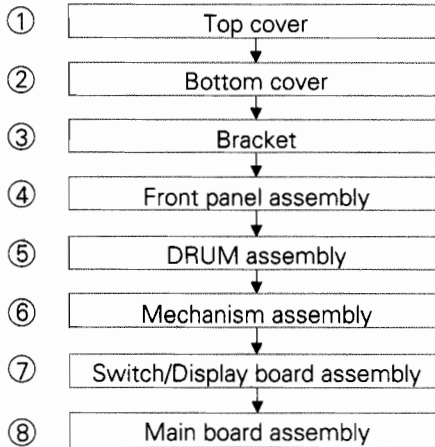 ① Top cover
② Bottom cover
③ Bracket
④ Front panel assembly
⑤ DRUM assembly
⑥ Mechanism assembly
⑦ Switch/Display board assembly
⑧ Main board assembly